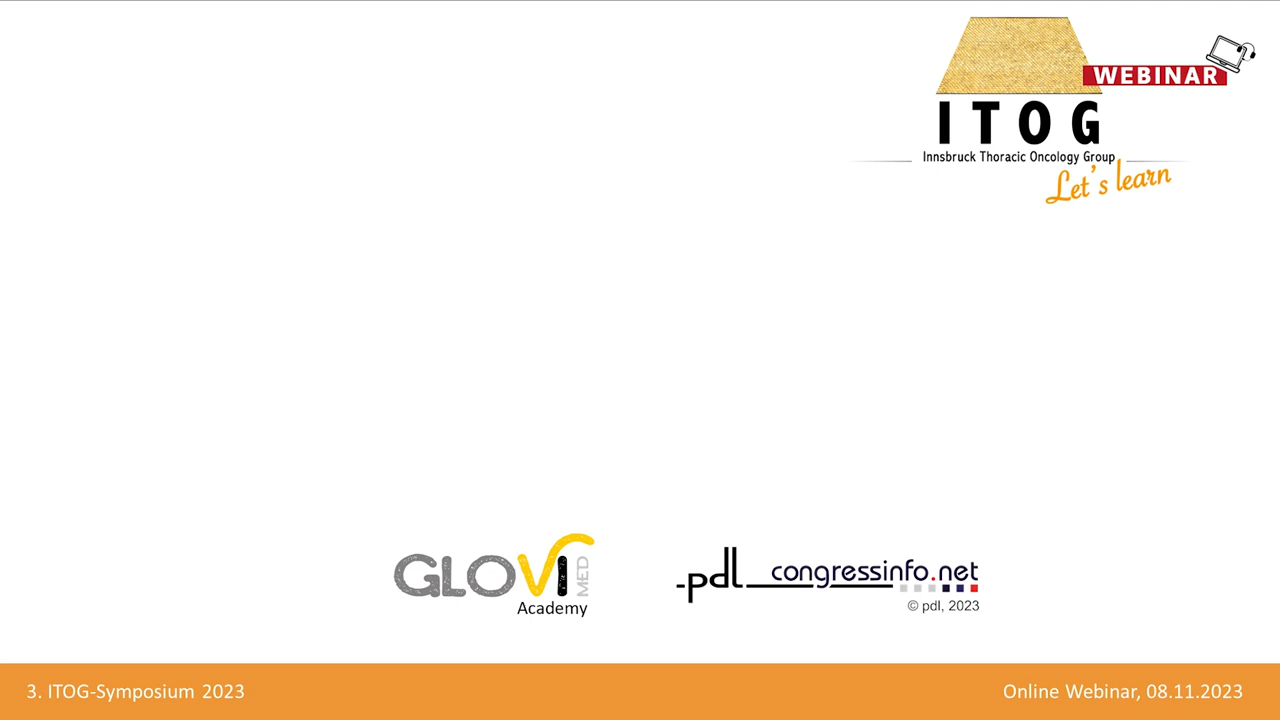 WEBINAR
ITOG
Innsbruck Thoracic Oncology Group
Let's learn
GLOVI MED
Academy
pdl congressinfo.net
© pdl, 2023
3. ITOG-Symposium 2023
Online Webinar, 08.11.2023